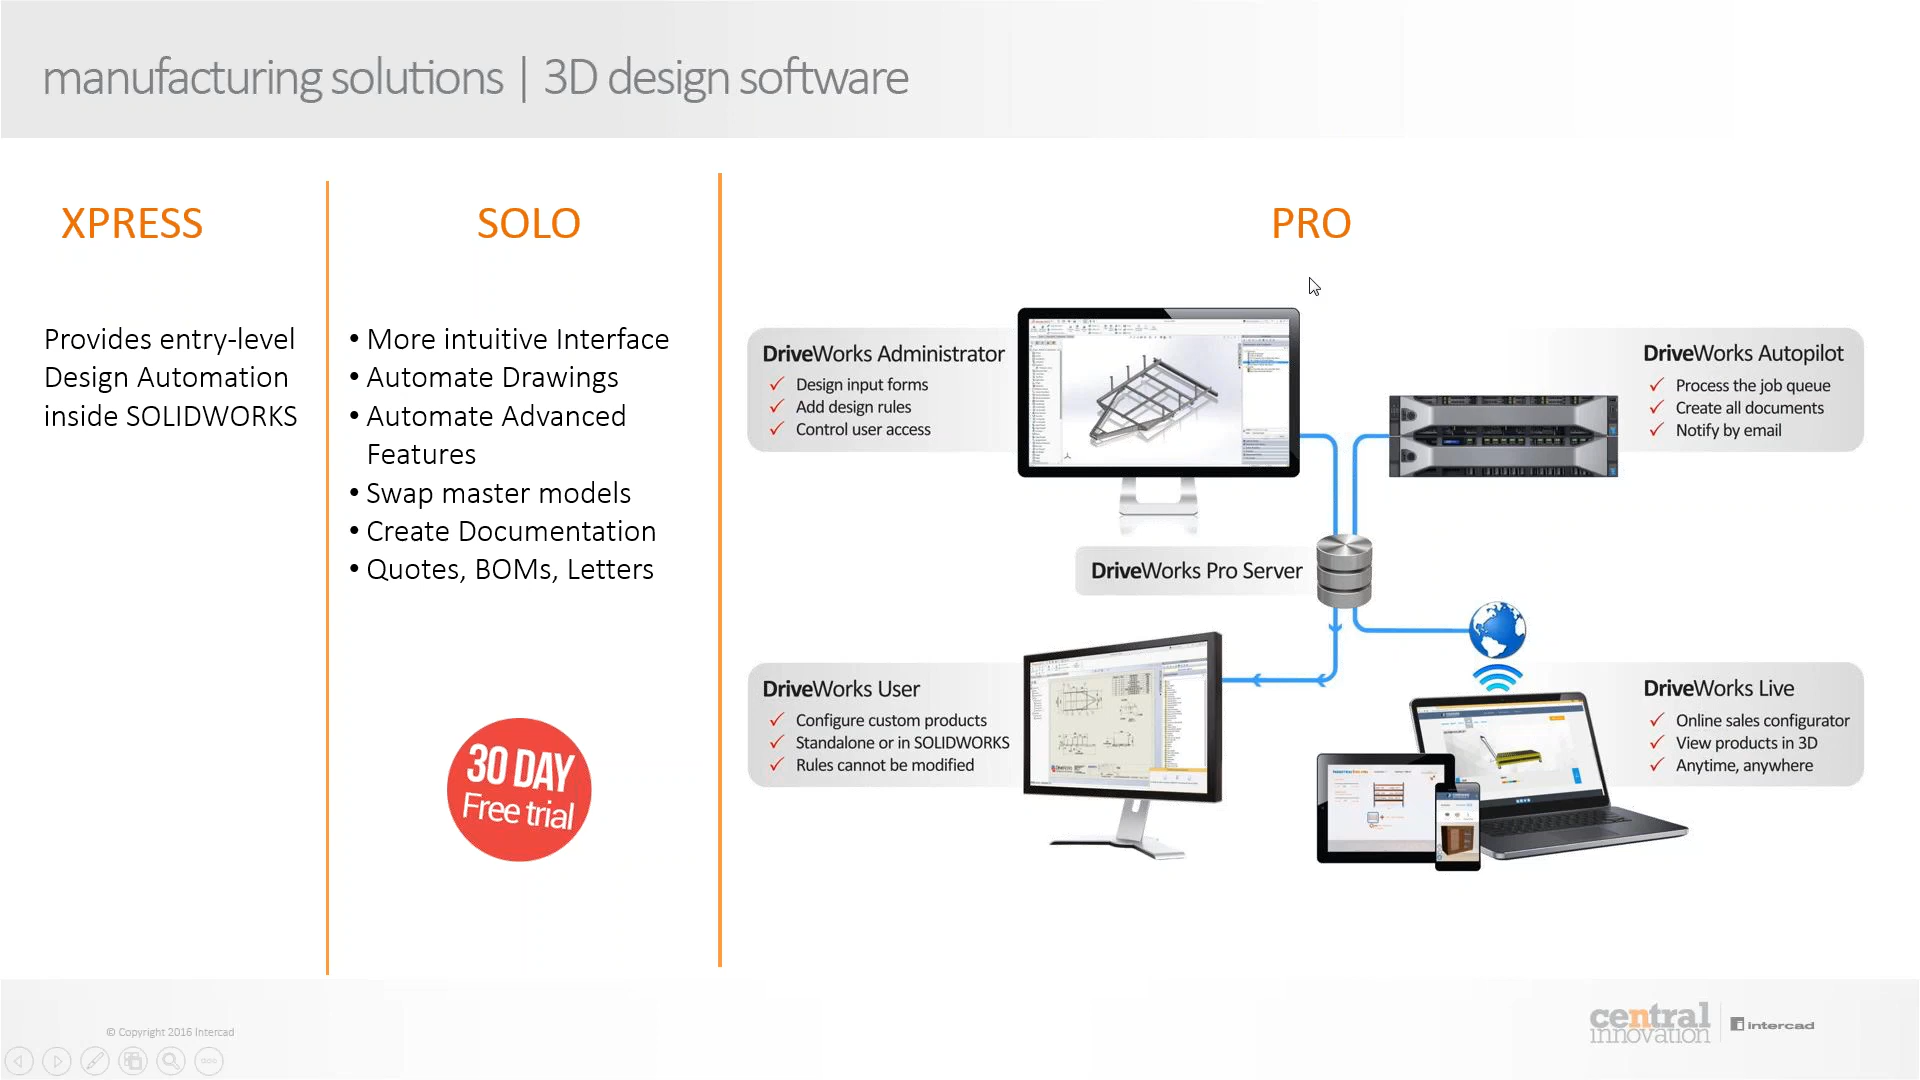 manufacturing solutions | 3D design software
XPRESS
Provides entry-level
Design Automation
inside SOLIDWORKS
SOLO
• More intuitive Interface
• Automate Drawings
• Automate Advanced
Features
• Swap master models
• Create Documentation
• Quotes, BOMs, Letters
30 DAY
Free trial
PRO
DriveWorks Administrator
✓ Design input forms
✓ Add design rules
✓ Control user access
DriveWorks Autopilot
✓ Process the job queue
✓ Create all documents
✓ Notify by email
DriveWorks Pro Server
DriveWorks User
✓ Configure custom products
✓ Standalone or in SOLIDWORKS
✓ Rules cannot be modified
DriveWorks Live
✓ Online sales configurator
✓ View products in 3D
✓ Anytime, anywhere
© Copyright 2016 Intercad
central
innovation
intercad